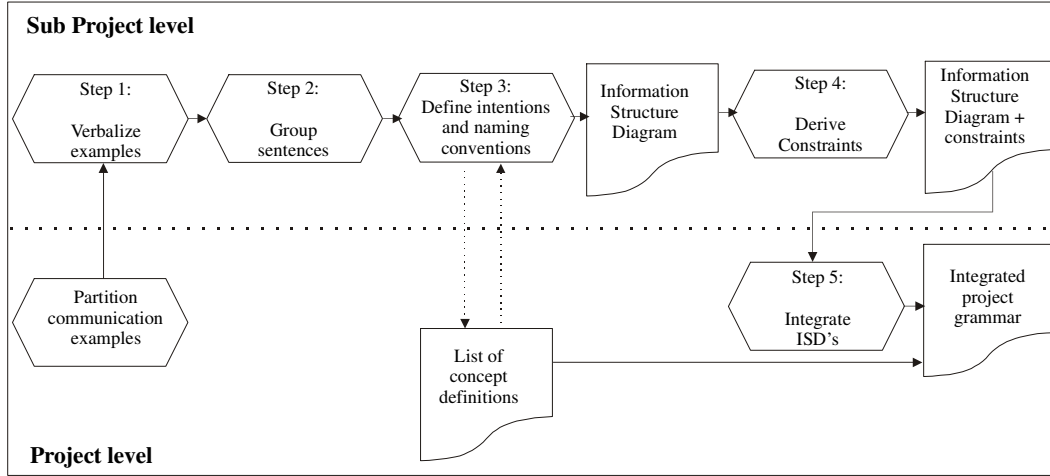 Sub Project level
Step 1:
Verbalize
examples
Step 2:
Group
sentences
Step 3:
Define intentions
and naming
conventions
Information
Structure
Diagram
Step 4:
Derive
Constraints
Information
Structure
Diagram +
constraints
Partition
communication
examples
List of
concept
definitions
Step 5:
Integrate
ISD's
Integrated
project
grammar
Project level